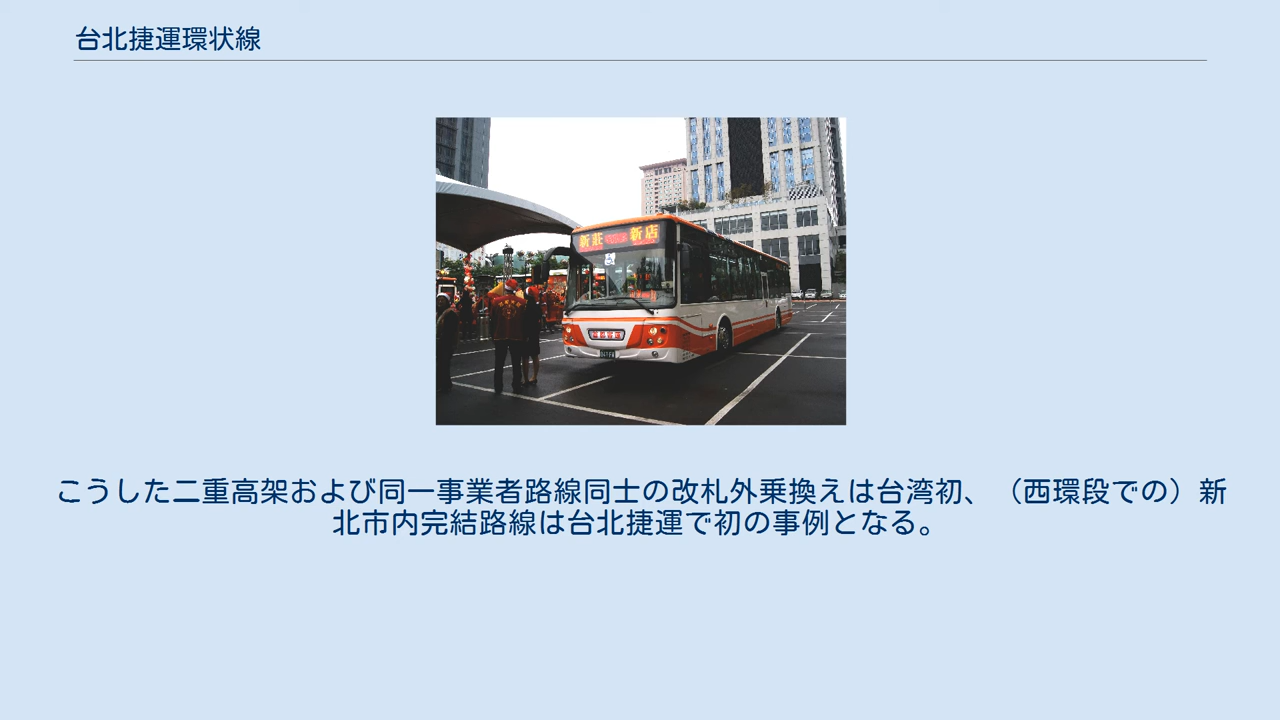 台北捷運環状線
新莊 新店
こうした二重高架および同一事業者路線同士の改札外乗換えは台湾初、（西環段での）新
北市内完結路線は台北捷運で初の事例となる。